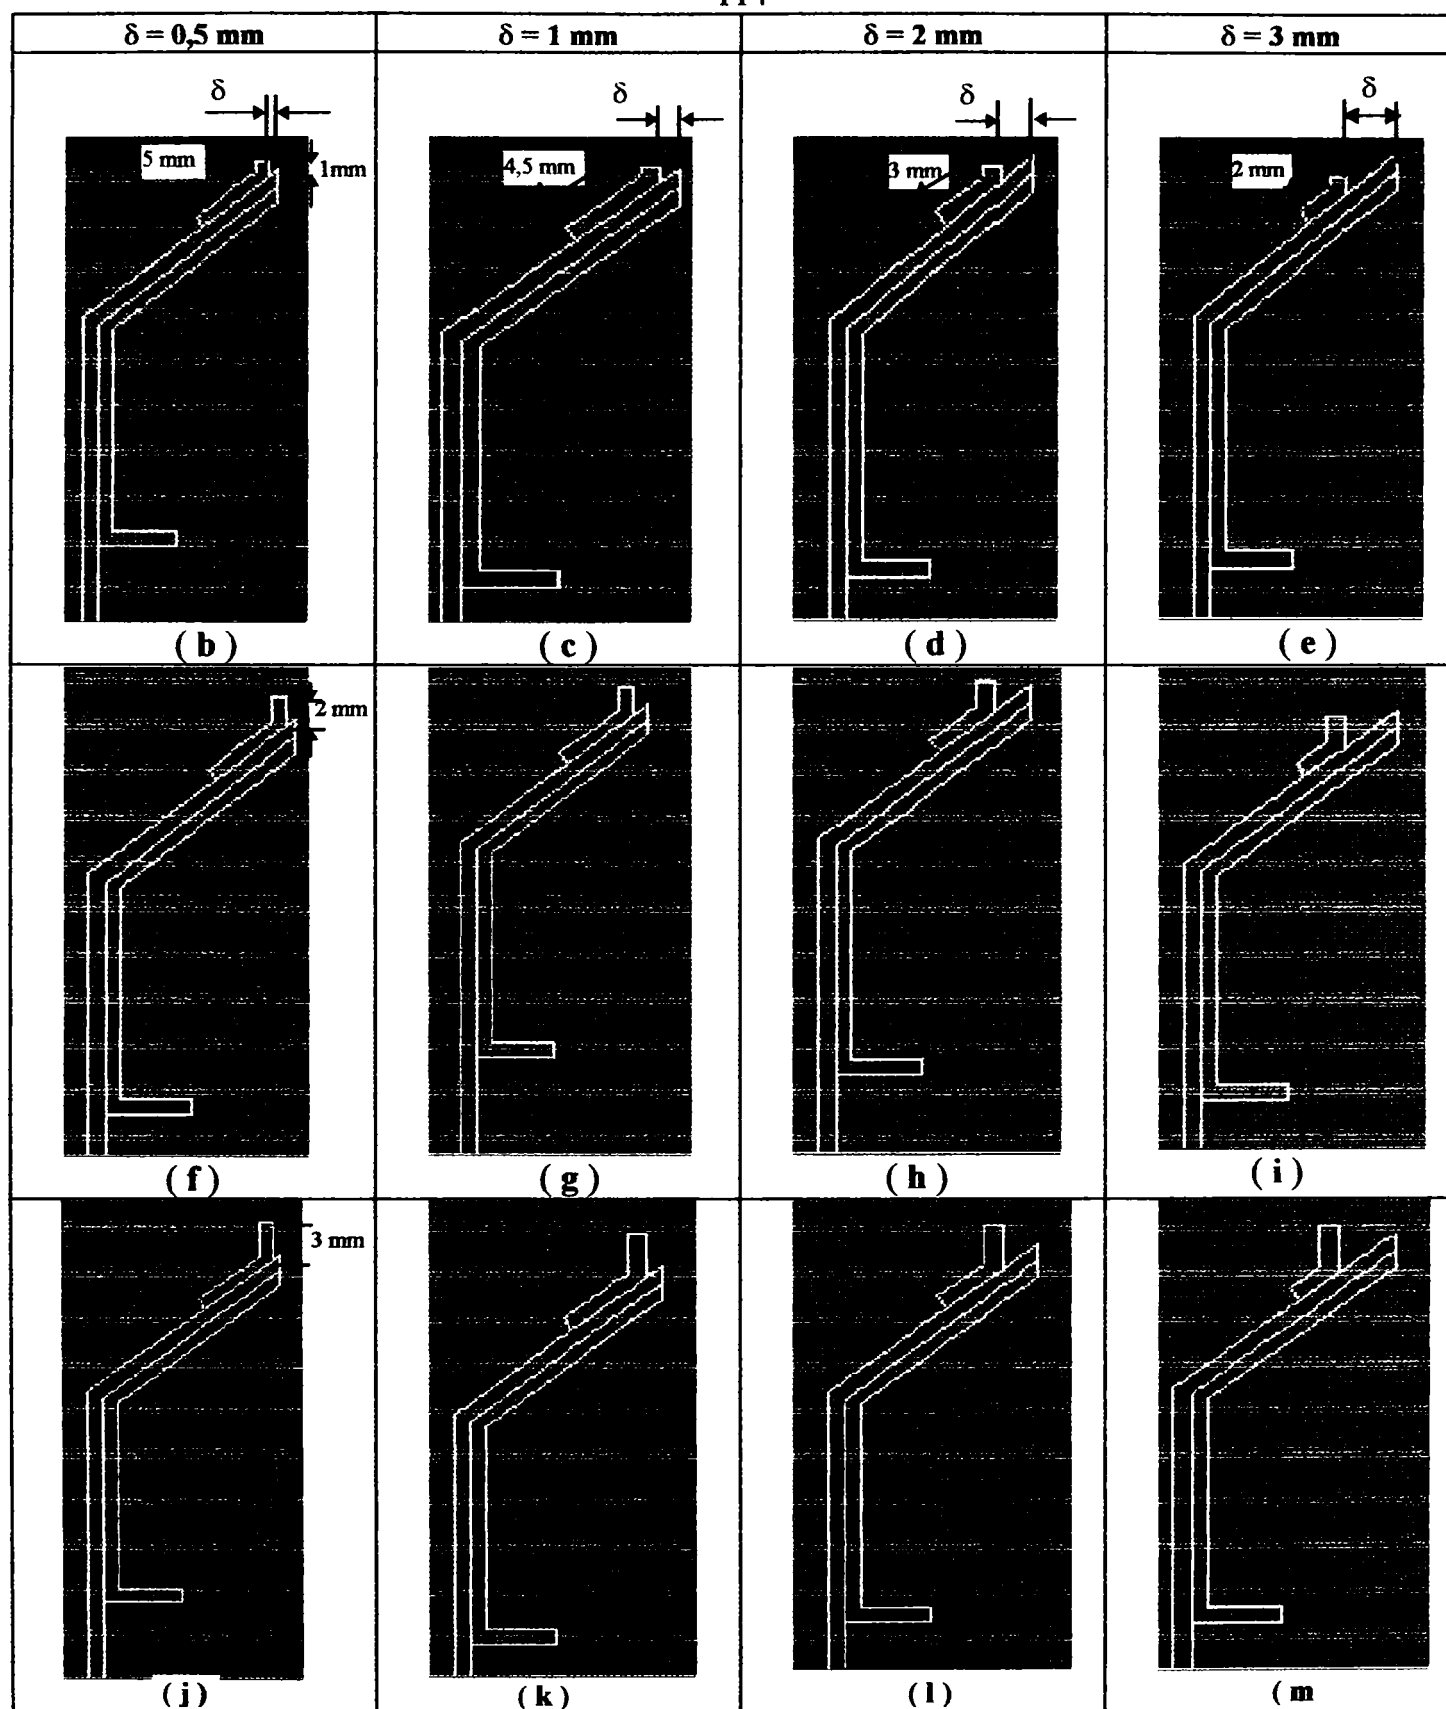 δ = 0,5 mm δ = 1 mm δ = 2 mm δ = 3 mm
δ δ δ δ
5 mm 1mm 4,5 mm 3 mm 2 mm
( b ) ( c ) ( d ) ( e )
2 mm
( f ) ( g ) ( h ) ( i )
3 mm
( j ) ( k ) ( l ) ( m